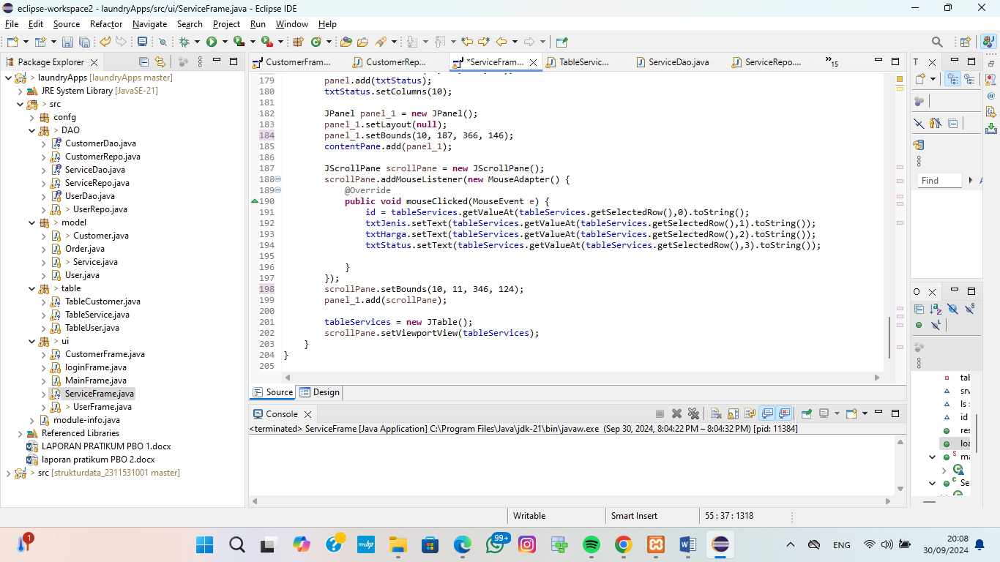 eclipse-workspace2 - laundryApps/src/ui/ServiceFrame.java - Eclipse IDE
File Edit Source Refactor Navigate Search Project Run Window Help
Package Explorer
> laundryApps [laundryApps master]
JRE System Library [JavaSE-21]
> src
confg
> DAO
CustomerDao.java
CustomerRepo.java
ServiceDao.java
ServiceRepo.java
UserDao.java
> UserRepo.java
> model
> Customer.java
Order.java
> Service.java
User.java
> table
TableCustomer.java
TableService.java
TableUser.java
> ui
CustomerFrame.java
loginFrame.java
MainFrame.java
ServiceFrame.java
> UserFrame.java
module-info.java
Referenced Libraries
LAPORAN PRATIKUM PBO 1.docx
laporan pratikum PBO 2.docx
> src [strukturdata_2311531001 master]
CustomerFram... CustomerRep... *ServiceFram... TableServic... ServiceDao.java ServiceRepo.... »15
179 panel.add(txtStatus);
180 txtStatus.setColumns(10);
181
182 JPanel panel_1 = new JPanel();
183 panel_1.setLayout(null);
184 panel_1.setBounds(10, 187, 366, 146);
185 contentPane.add(panel_1);
186
187 JScrollPane scrollPane = new JScrollPane();
188 scrollPane.addMouseListener(new MouseAdapter() {
189 @Override
190 public void mouseClicked(MouseEvent e) {
191 id = tableServices.getValueAt(tableServices.getSelectedRow(),0).toString();
192 txtJenis.setText(tableServices.getValueAt(tableServices.getSelectedRow(),1).toString());
193 txtHarga.setText(tableServices.getValueAt(tableServices.getSelectedRow(),2).toString());
194 txtStatus.setText(tableServices.getValueAt(tableServices.getSelectedRow(),3).toString());
195
196 }
197 });
198 scrollPane.setBounds(10, 11, 346, 124);
199 panel_1.add(scrollPane);
200
201 tableServices = new JTable();
202 scrollPane.setViewportView(tableServices);
203 }
204 }
205
Source Design
Console
<terminated> ServiceFrame [Java Application] C:\Program Files\Java\jdk-21\bin\javaw.exe (Sep 30, 2024, 8:04:22 PM – 8:04:32 PM) [pid: 11384]
T
Find
O
srv
ls :
id
Se
Writable Smart Insert 55 : 37 : 1318
1
myhp
99+
ENG
20:08
30/09/2024